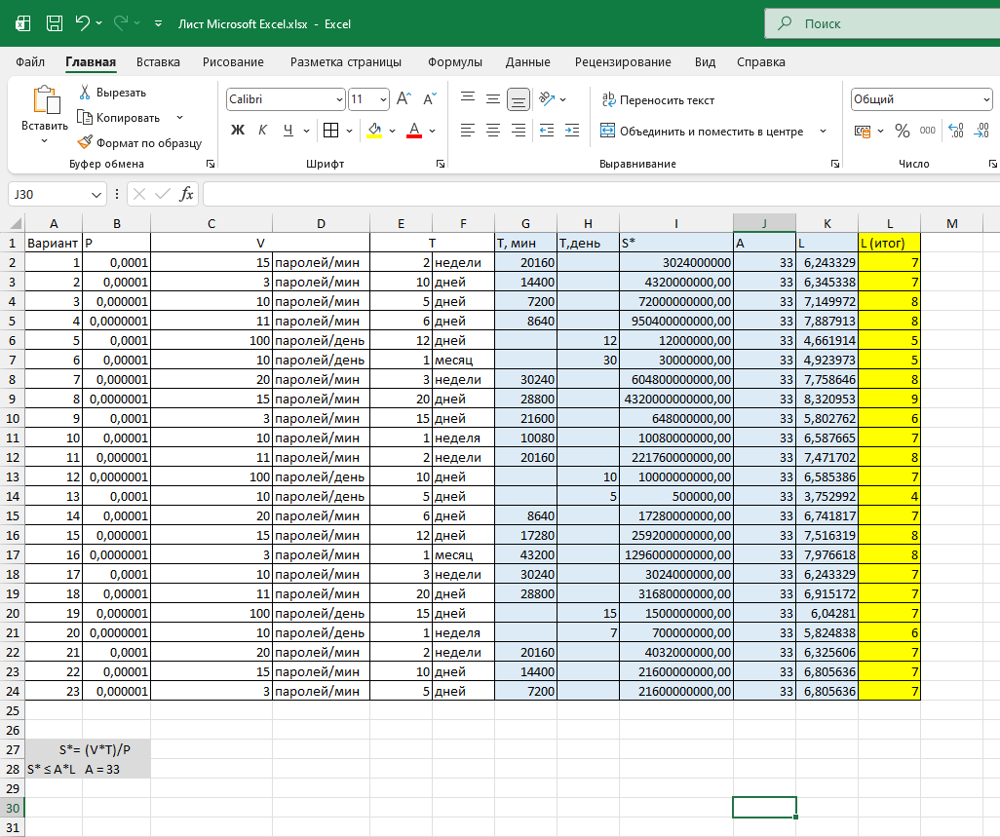 Лист Microsoft Excel.xlsx - Excel
Поиск
Файл Главная Вставка Рисование Разметка страницы Формулы Данные Рецензирование Вид Справка
Вставить
Вырезать
Копировать
Формат по образцу
Буфер обмена
Calibri 11
Ж К Ч А
Шрифт
Переносить текст
Объединить и поместить в центре
Выравнивание
Общий
% 000
Число
J30 fx
A B C D E F G H I J K L M
1 Вариант P V T Т, мин Т,день S* A L L (итог)
2 1 0,0001 15 паролей/мин 2 недели 20160 3024000000 33 6,243329 7
3 2 0,00001 3 паролей/мин 10 дней 14400 4320000000,00 33 6,345338 7
4 3 0,000001 10 паролей/мин 5 дней 7200 72000000000,00 33 7,149972 8
5 4 0,0000001 11 паролей/мин 6 дней 8640 950400000000,00 33 7,887913 8
6 5 0,0001 100 паролей/день 12 дней 12 12000000,00 33 4,661914 5
7 6 0,00001 10 паролей/день 1 месяц 30 30000000,00 33 4,923973 5
8 7 0,000001 20 паролей/мин 3 недели 30240 604800000000,00 33 7,758646 8
9 8 0,0000001 15 паролей/мин 20 дней 28800 4320000000000,00 33 8,320953 9
10 9 0,0001 3 паролей/мин 15 дней 21600 648000000,00 33 5,802762 6
11 10 0,00001 10 паролей/мин 1 неделя 10080 10080000000,00 33 6,587665 7
12 11 0,000001 11 паролей/мин 2 недели 20160 221760000000,00 33 7,471702 8
13 12 0,0000001 100 паролей/день 10 дней 10 10000000000,00 33 6,585386 7
14 13 0,0001 10 паролей/день 5 дней 5 500000,00 33 3,752992 4
15 14 0,00001 20 паролей/мин 6 дней 8640 17280000000,00 33 6,741817 7
16 15 0,000001 15 паролей/мин 12 дней 17280 259200000000,00 33 7,516319 8
17 16 0,0000001 3 паролей/мин 1 месяц 43200 1296000000000,00 33 7,976618 8
18 17 0,0001 10 паролей/мин 3 недели 30240 3024000000,00 33 6,243329 7
19 18 0,00001 11 паролей/мин 20 дней 28800 31680000000,00 33 6,915172 7
20 19 0,000001 100 паролей/день 15 дней 15 1500000000,00 33 6,04281 7
21 20 0,0000001 10 паролей/день 1 неделя 7 700000000,00 33 5,824838 6
22 21 0,0001 20 паролей/мин 2 недели 20160 4032000000,00 33 6,325606 7
23 22 0,00001 15 паролей/мин 10 дней 14400 21600000000,00 33 6,805636 7
24 23 0,000001 3 паролей/мин 5 дней 7200 21600000000,00 33 6,805636 7
25
26
27 S*= (V*T)/P
28 S* ≤ A*L A = 33
29
30
31